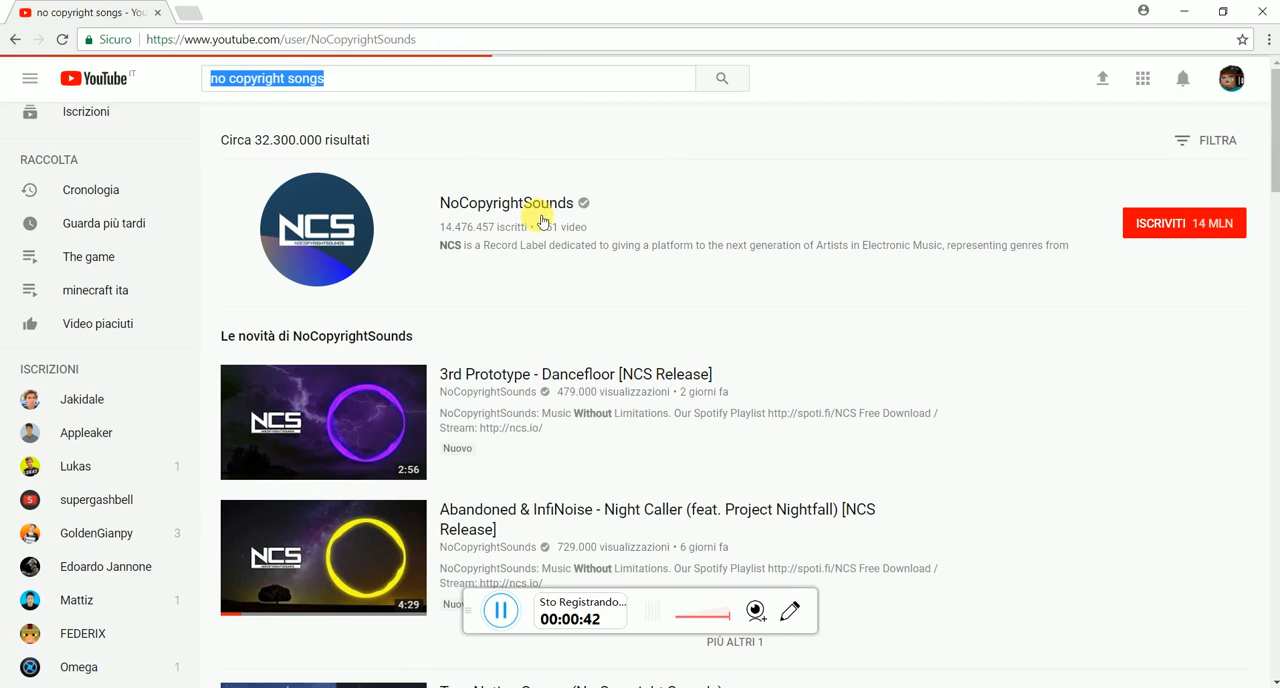 no copyright songs - You
Sicuro https://www.youtube.com/user/NoCopyrightSounds
YouTube IT
no copyright songs
Iscrizioni
RACCOLTA
Cronologia
Guarda più tardi
The game
minecraft ita
Video piaciuti
ISCRIZIONI
Jakidale
Appleaker
Lukas 1
supergashbell
GoldenGianpy 3
Edoardo Jannone
Mattiz 1
FEDERIX
Omega 1
Circa 32.300.000 risultati
FILTRA
NCS
NOCOPYRIGHTSOUNDS
NoCopyrightSounds
14.476.457 iscritti • 51 video
NCS is a Record Label dedicated to giving a platform to the next generation of Artists in Electronic Music, representing genres from
ISCRIVITI 14 MLN
Le novità di NoCopyrightSounds
NCS
2:56
3rd Prototype - Dancefloor [NCS Release]
NoCopyrightSounds 479.000 visualizzazioni • 2 giorni fa
NoCopyrightSounds: Music Without Limitations. Our Spotify Playlist http://spoti.fi/NCS Free Download /
Stream: http://ncs.io/
Nuovo
NCS
4:29
Abandoned & InfiNoise - Night Caller (feat. Project Nightfall) [NCS
Release]
NoCopyrightSounds 729.000 visualizzazioni • 6 giorni fa
NoCopyrightSounds: Music Without Limitations. Our Spotify Playlist http://spoti.fi/NCS Free Download /
Stream: http://ncs.io/
Nuo
Sto Registrando...
00:00:42
PIÙ ALTRI 1